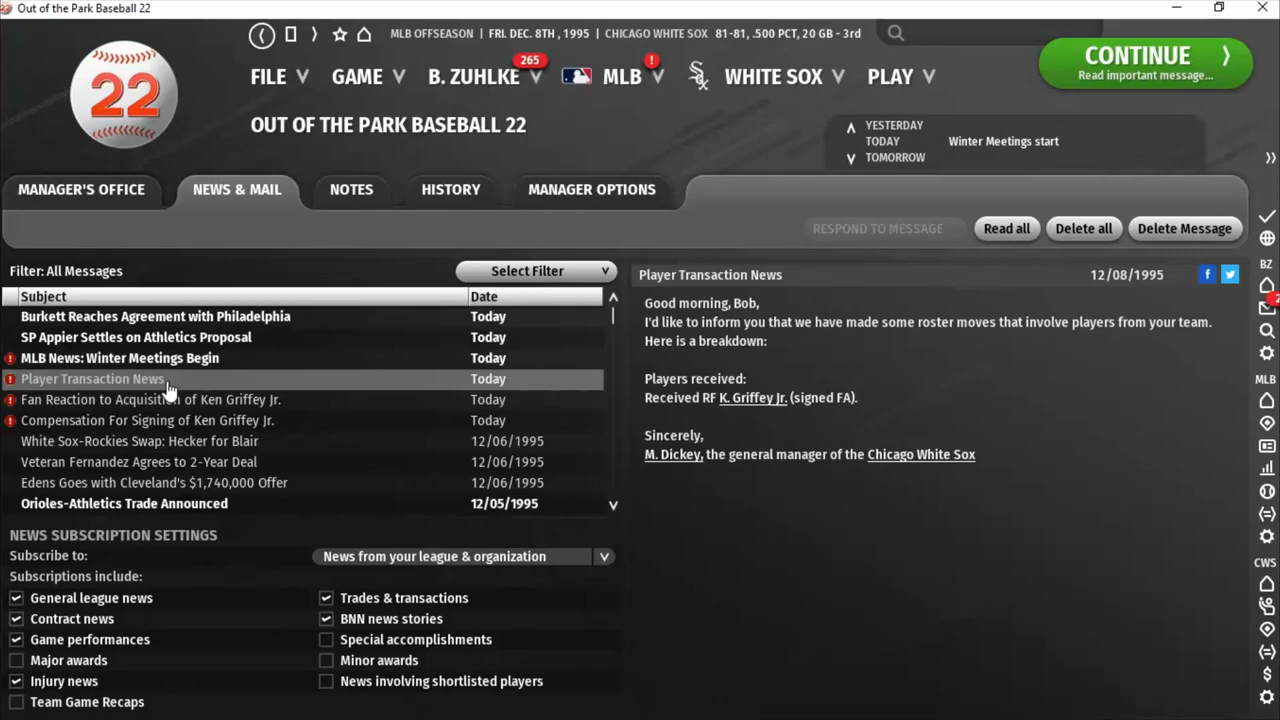 Out of the Park Baseball 22
MLB OFFSEASON | FRI. DEC. 8TH , 1995 | CHICAGO WHITE SOX 81-81, .500 PCT, 20 GB - 3rd
22
FILE GAME B. ZUHLKE 265 MLB ! WHITE SOX PLAY
CONTINUE
Read important message...
OUT OF THE PARK BASEBALL 22
YESTERDAY
TODAY Winter Meetings start
TOMORROW
MANAGER'S OFFICE NEWS & MAIL NOTES HISTORY MANAGER OPTIONS
RESPOND TO MESSAGE Read all Delete all Delete Message
Filter: All Messages Select Filter
Subject Date
Burkett Reaches Agreement with Philadelphia Today
SP Appier Settles on Athletics Proposal Today
MLB News: Winter Meetings Begin Today
Player Transaction News Today
Fan Reaction to Acquisition of Ken Griffey Jr. Today
Compensation For Signing of Ken Griffey Jr. Today
White Sox-Rockies Swap: Hecker for Blair 12/06/1995
Veteran Fernandez Agrees to 2-Year Deal 12/06/1995
Edens Goes with Cleveland's $1,740,000 Offer 12/06/1995
Orioles-Athletics Trade Announced 12/05/1995
NEWS SUBSCRIPTION SETTINGS
Subscribe to: News from your league & organization
Subscriptions include:
General league news Trades & transactions
Contract news BNN news stories
Game performances Special accomplishments
Major awards Minor awards
Injury news News involving shortlisted players
Team Game Recaps
Player Transaction News 12/08/1995
Good morning, Bob,
I'd like to inform you that we have made some roster moves that involve players from your team.
Here is a breakdown:
Players received:
Received RF K. Griffey Jr. (signed FA).
Sincerely,
M. Dickey, the general manager of the Chicago White Sox
BZ
2
MLB
CWS